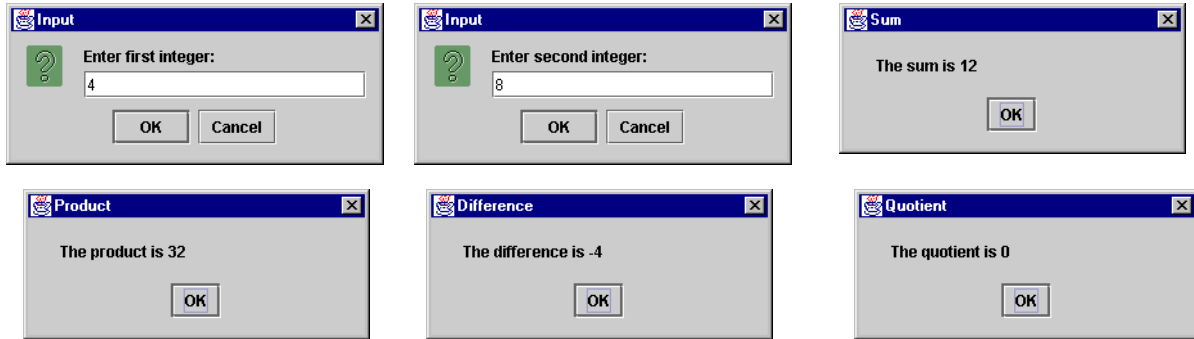 Input
Enter first integer:
4
OK Cancel
Input
Enter second integer:
8
OK Cancel
Sum
The sum is 12
OK
Product
The product is 32
OK
Difference
The difference is -4
OK
Quotient
The quotient is 0
OK